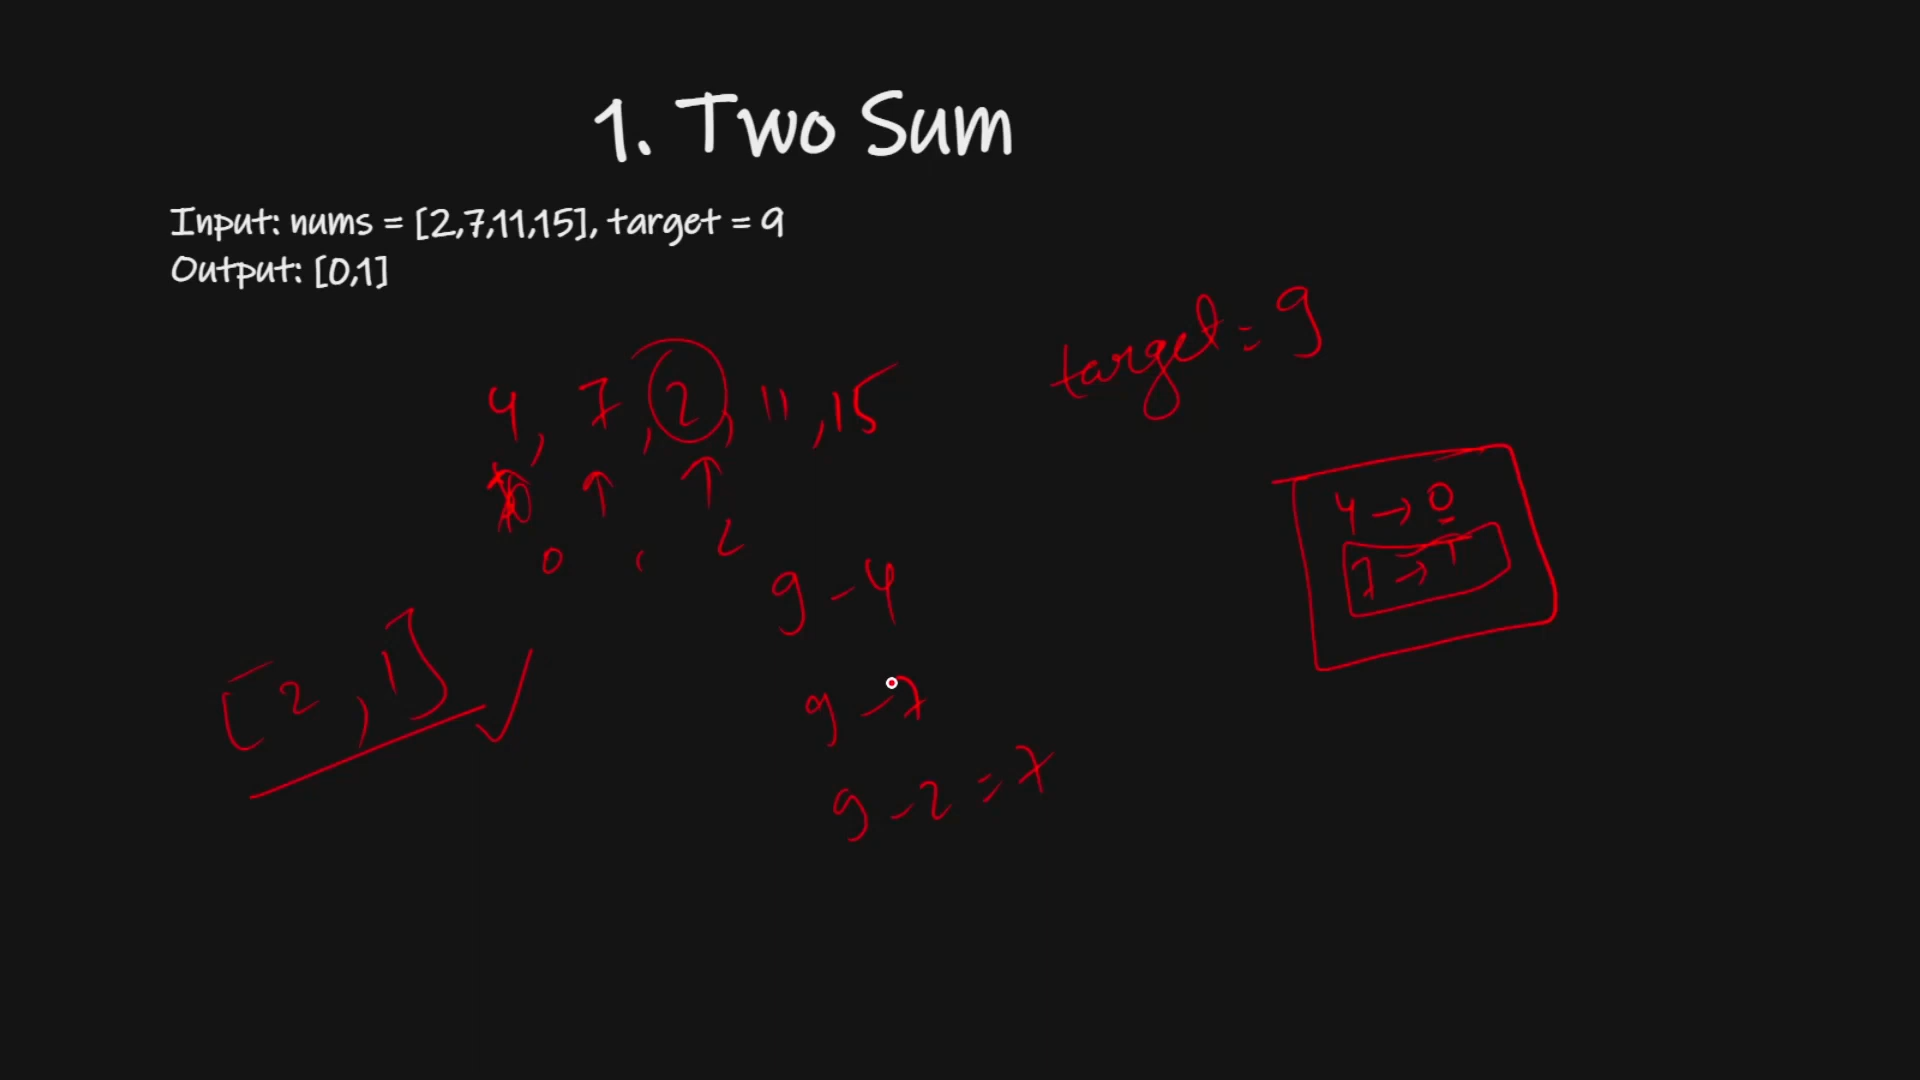 1. Two Sum
Input: nums = [2,7,11,15], target = 9
Output: [0,1]
target = 9
4, 7, 2, 11, 15
0 1 2
4 → 0
7 → 1
9 - 4
[2, 1]
9 - 7
9 - 2 = 7